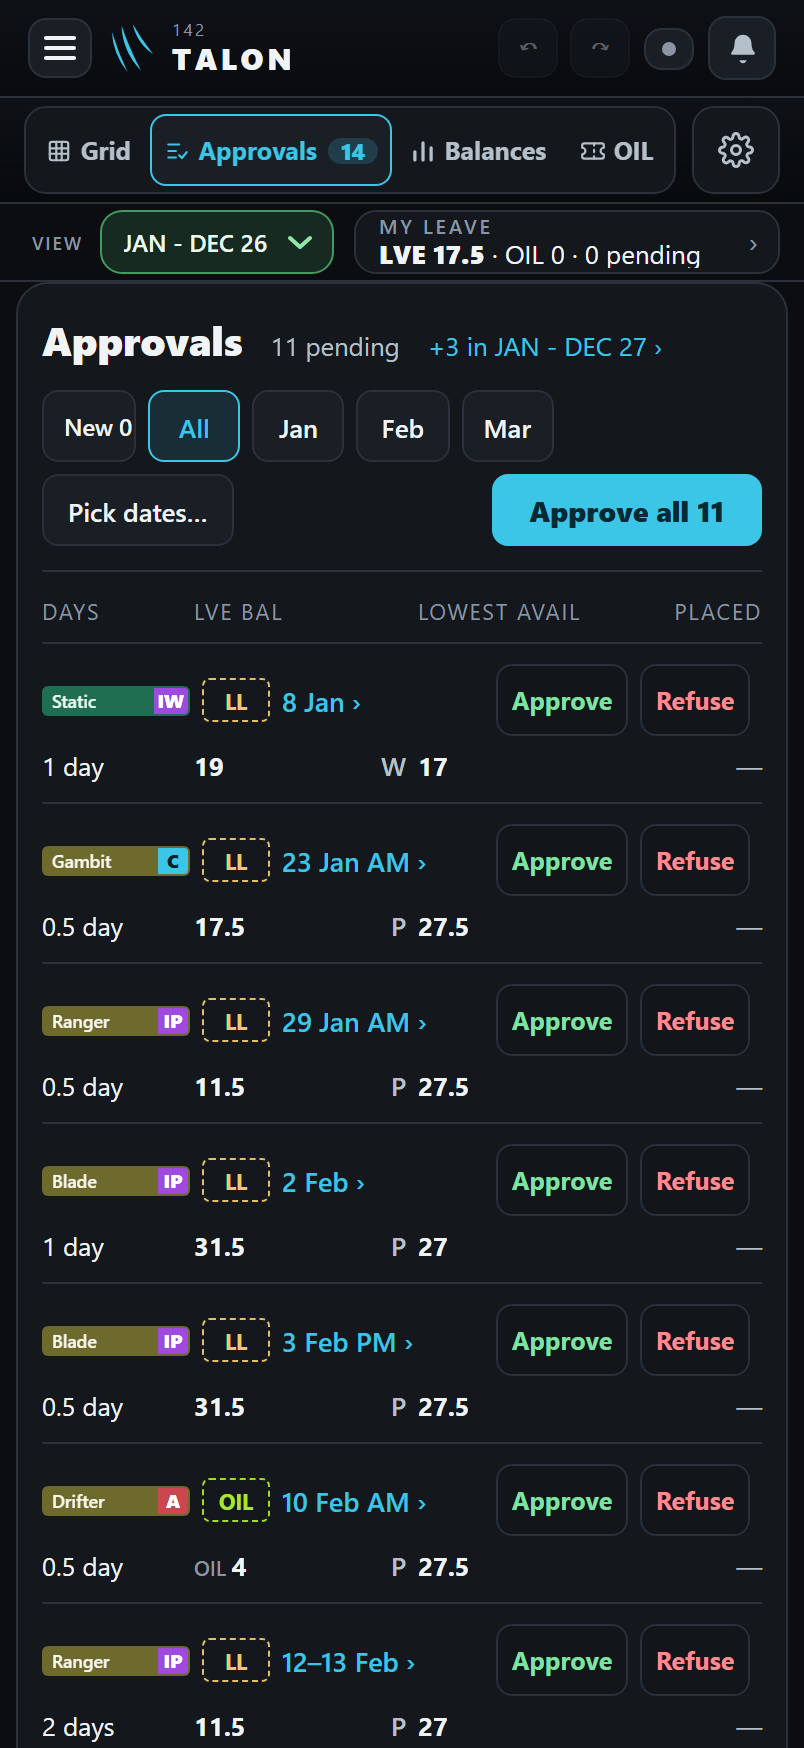 142
TALON
Grid
Approvals 14
Balances
OIL
VIEW
JAN - DEC 26
MY LEAVE
LVE 17.5 · OIL 0 · 0 pending ›
Approvals 11 pending +3 in JAN - DEC 27 ›
New 0 All Jan Feb Mar
Pick dates... Approve all 11
DAYS LVE BAL LOWEST AVAIL PLACED
Static IW LL 8 Jan › Approve Refuse
1 day 19 W 17 —
Gambit C LL 23 Jan AM › Approve Refuse
0.5 day 17.5 P 27.5 —
Ranger IP LL 29 Jan AM › Approve Refuse
0.5 day 11.5 P 27.5 —
Blade IP LL 2 Feb › Approve Refuse
1 day 31.5 P 27 —
Blade IP LL 3 Feb PM › Approve Refuse
0.5 day 31.5 P 27.5 —
Drifter A OIL 10 Feb AM › Approve Refuse
0.5 day OIL 4 P 27.5 —
Ranger IP LL 12–13 Feb › Approve Refuse
2 days 11.5 P 27 —